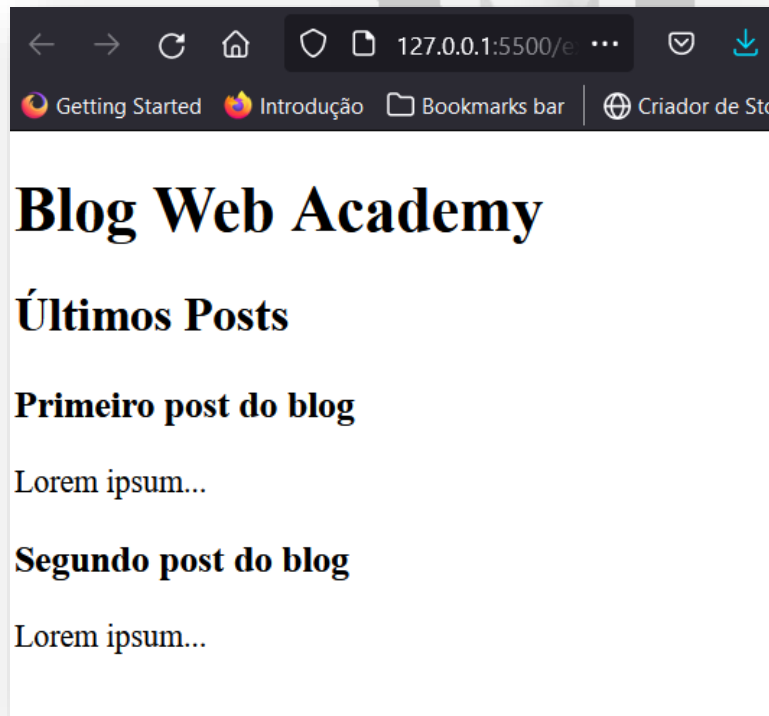 127.0.0.1:5500/e
Getting Started Introdução Bookmarks bar Criador de Sto
Blog Web Academy
Últimos Posts
Primeiro post do blog
Lorem ipsum...
Segundo post do blog
Lorem ipsum...